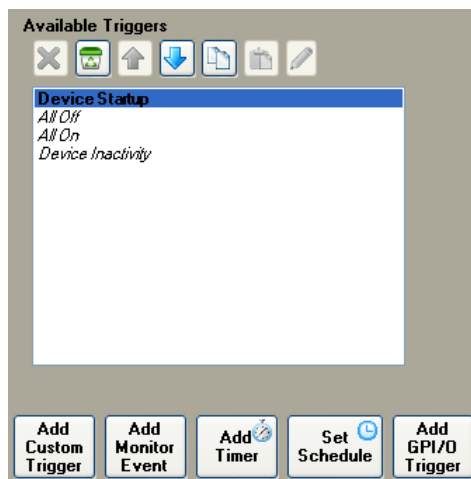 Available Triggers
Device Startup
All Off
All On
Device Inactivity
Add Custom Trigger
Add Monitor Event
Add Timer
Set Schedule
Add GPI/O Trigger